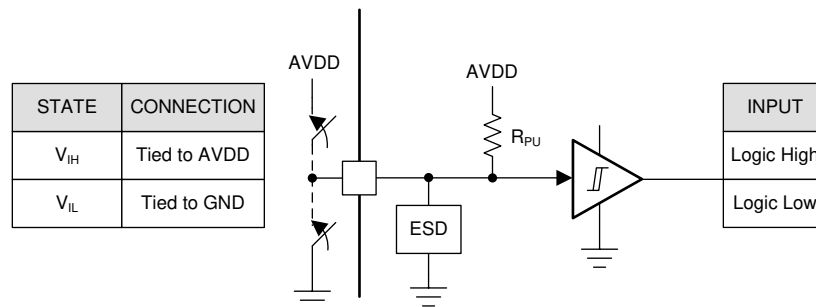 STATE CONNECTION
V_IH Tied to AVDD
V_IL Tied to GND
AVDD
AVDD
R_PU
ESD
INPUT
Logic High
Logic Low